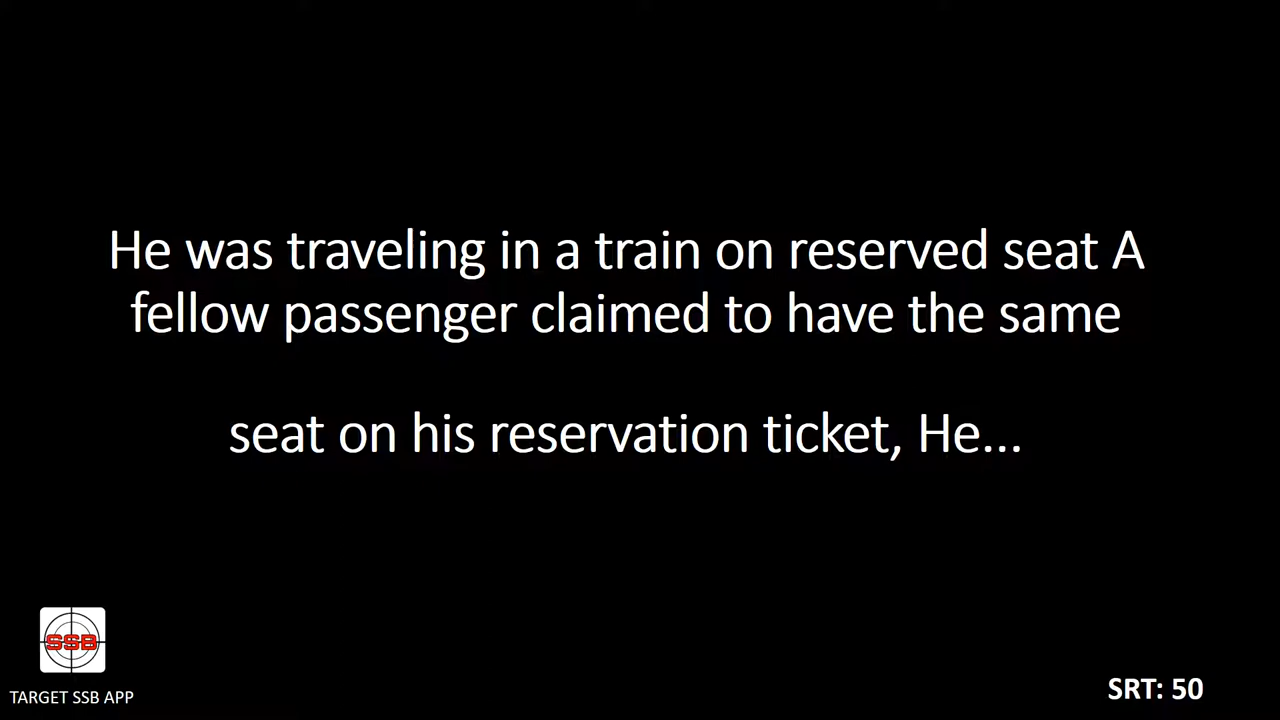 He was traveling in a train on reserved seat A
fellow passenger claimed to have the same
seat on his reservation ticket, He...
SSB
TARGET SSB APP
SRT: 50